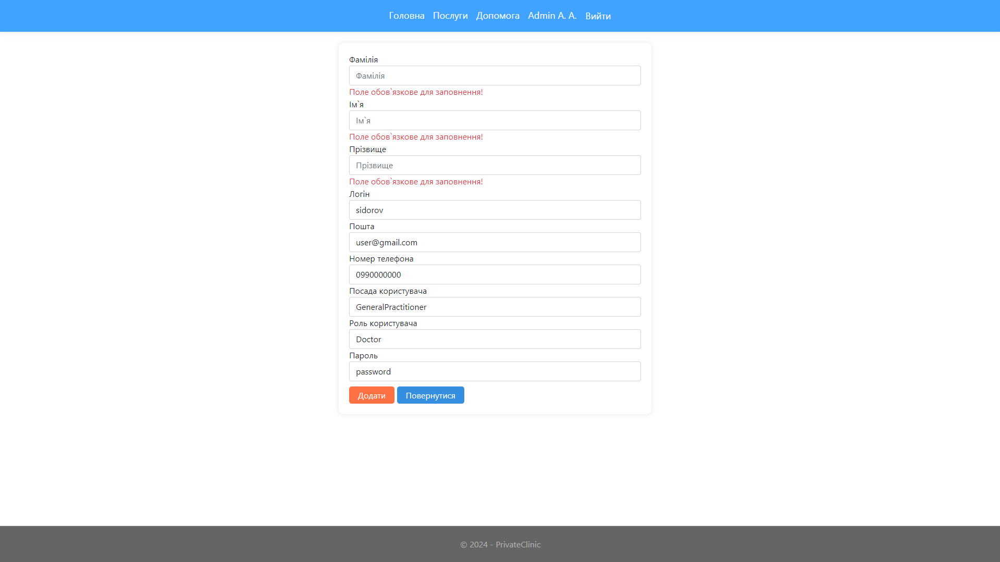 Головна Послуги Допомога Admin A. A. Вийти
Фамілія
Фамілія
Поле обов`язкове для заповнення!
Ім`я
Ім`я
Поле обов`язкове для заповнення!
Прізвище
Прізвище
Поле обов`язкове для заповнення!
Логін
sidorov
Пошта
user@gmail.com
Номер телефона
0990000000
Посада користувача
GeneralPractitioner
Роль користувача
Doctor
Пароль
password
Додати Повернутися
© 2024 - PrivateClinic